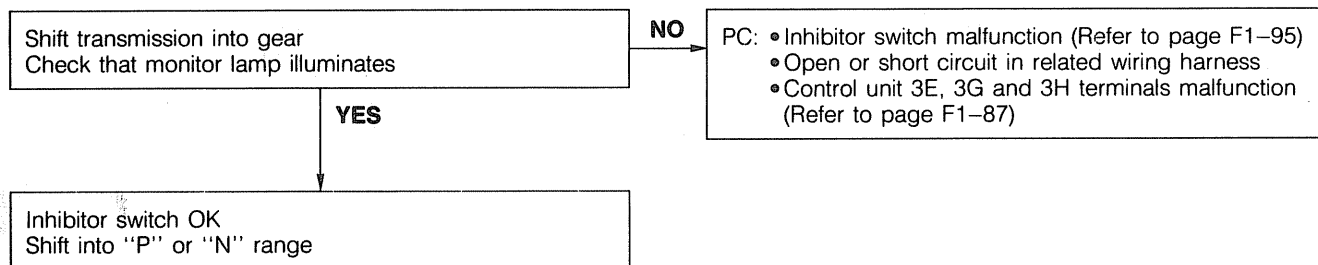 Shift transmission into gear
Check that monitor lamp illuminates
NO
PC: • Inhibitor switch malfunction (Refer to page F1–95)
• Open or short circuit in related wiring harness
• Control unit 3E, 3G and 3H terminals malfunction
(Refer to page F1–87)
YES
Inhibitor switch OK
Shift into "P" or "N" range